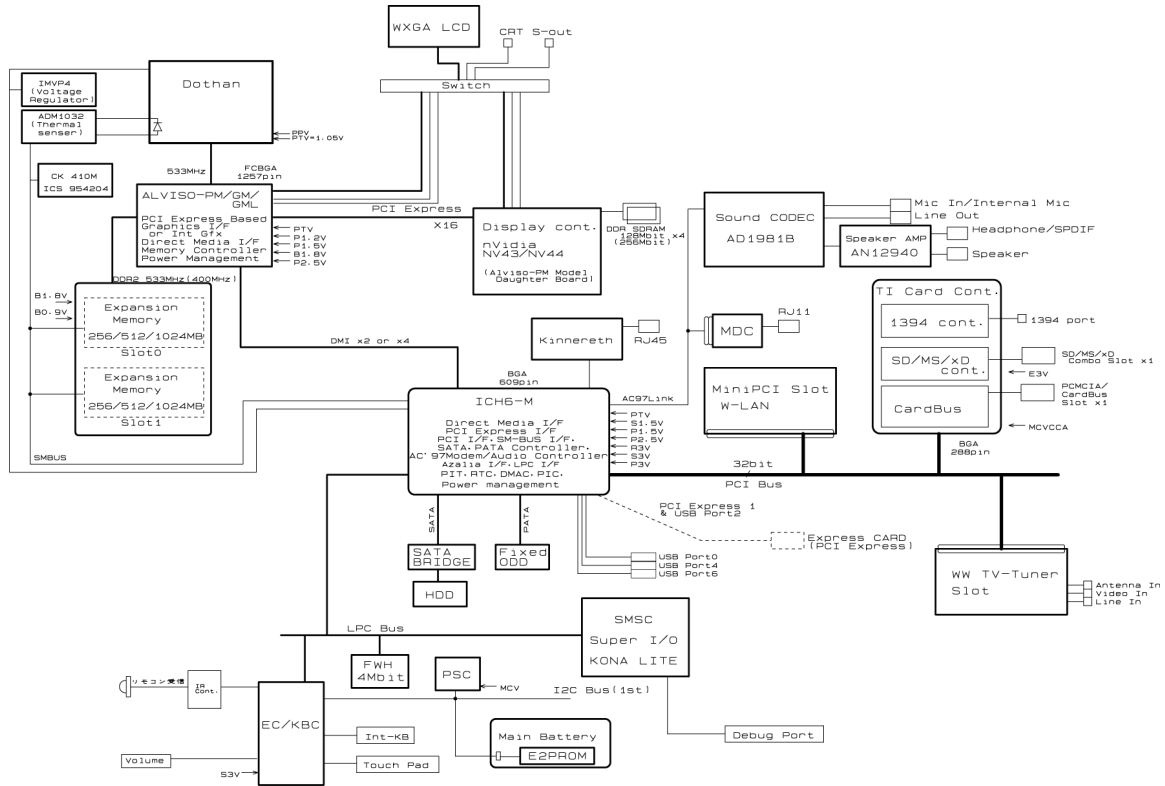 WXGA LCD
CRT S-out
Switch
IMVP4
(Voltage
Regulator)
ADM1032
(Thermal
senser)
CK 410M
ICS 954204
Dothan
PPV
PTV=1.05V
533MHz
FCBGA
1257pin
ALVISO-PM/GM/
GML
PCI Express Based
Graphics I/F
or Int Gfx
Direct Media I/F
Memory Controller
Power Management
PTV
P1.2V
P1.5V
B1.8V
P2.5V
PCI Express
X16
Display cont.
nVidia
NV43/NV44
(Alviso-PM Model
Daughter Board)
DDR SDRAM
128Mbit x4
(256Mbit)
DDR2 533MHz(400MHz)
B1.8V
B0.9V
Expansion
Memory
256/512/1024MB
Slot0
Expansion
Memory
256/512/1024MB
Slot1
SMBUS
DMI x2 or x4
Kinnereth
RJ45
BGA
609pin
ICH6-M
Direct Media I/F
PCI Express I/F
PCI I/F.SM-BUS I/F.
SATA.PATA Controller.
AC'97Modem/Audio Controller
Azalia I/F.LPC I/F
PIT.RTC.DMAC.PIC.
Power management
AC97Link
PTV
S1.5V
P1.5V
P2.5V
R3V
S3V
P3V
Sound CODEC
AD1981B
Mic In/Internal Mic
Line Out
Speaker AMP
AN12940
Headphone/SPDIF
Speaker
MDC
RJ11
MiniPCI Slot
W-LAN
TI Card Cont.
1394 cont.
1394 port
SD/MS/xD
cont.
SD/MS/xD
Combo Slot x1
E3V
CardBus
PCMCIA/
CardBus
Slot x1
MCVCCA
BGA
288pin
32bit
PCI Bus
PCI Express 1
& USB Port2
Express CARD
(PCI Express)
SATA
PATA
SATA
BRIDGE
Fixed
ODD
HDD
USB Port0
USB Port4
USB Port6
WW TV-Tuner
Slot
Antenna In
Video In
Line In
LPC Bus
SMSC
Super I/O
KONA LITE
FWH
4Mbit
PSC
MCV
I2C Bus(1st)
リモコン受信
IR
Cont.
EC/KBC
Int-KB
Touch Pad
Volume
S3V
Main Battery
E2PROM
Debug Port